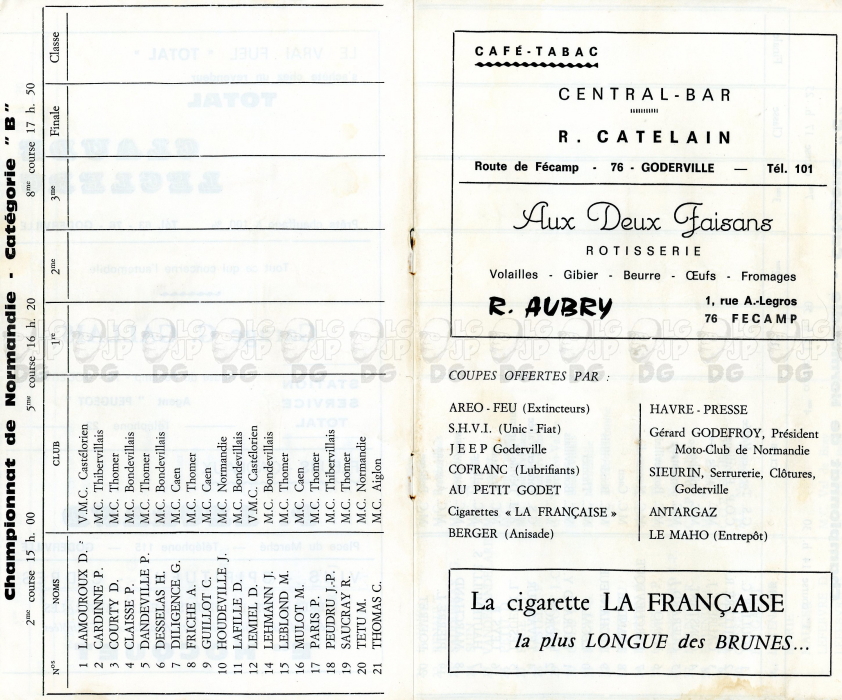 Championnat de Normandie - Catégorie "B"
2me course 15 h. 00 5me course 16 h. 20 8me course 17 h. 50
Nos NOMS CLUB 1re 2me 3me Finale Classe
1 LAMOUROUX D. V.M.C. Castélorien
2 CARDINNE P. M.C. Thibervillais
3 COURTY D. M.C. Thomer
4 CLAISSE P. M.C. Bondevillais
5 DANDEVILLE P. M.C. Thomer
6 DESSELAS H. M.C. Bondevillais
7 DILIGENCE G. M.C. Caen
8 FRICHE A. M.C. Thomer
9 GUILLOT C. M.C. Caen
10 HOUDEVILLE J. M.C. Normandie
11 LAFILLE D. M.C. Bondevillais
12 LEMIEL D. V.M.C. Castélorien
14 LEHMANN J. M.C. Bondevillais
15 LEBLOND M. M.C. Thomer
16 MULOT M. M.C. Caen
17 PARIS P. M.C. Thomer
18 PEUDRU J.-P. M.C. Thibervillais
19 SAUCRAY R. M.C. Thomer
20 TETU M. M.C. Normandie
21 THOMAS C. M.C. Aiglon
CAFÉ-TABAC
CENTRAL-BAR
R. CATELAIN
Route de Fécamp - 76 - GODERVILLE — Tél. 101
Aux Deux Faisans
ROTISSERIE
Volailles - Gibier - Beurre - Œufs - Fromages
R. AUBRY
1, rue A.-Legros
76 FECAMP
COUPES OFFERTES PAR :
AREO - FEU (Extincteurs)
S.H.V.I. (Unic - Fiat)
J E E P Goderville
COFRANC (Lubrifiants)
AU PETIT GODET
Cigarettes « LA FRANÇAISE »
BERGER (Anisade)
HAVRE - PRESSE
Gérard GODEFROY, Président
Moto-Club de Normandie
SIEURIN, Serrurerie, Clôtures,
Goderville
ANTARGAZ
LE MAHO (Entrepôt)
La cigarette LA FRANÇAISE
la plus LONGUE des BRUNES...